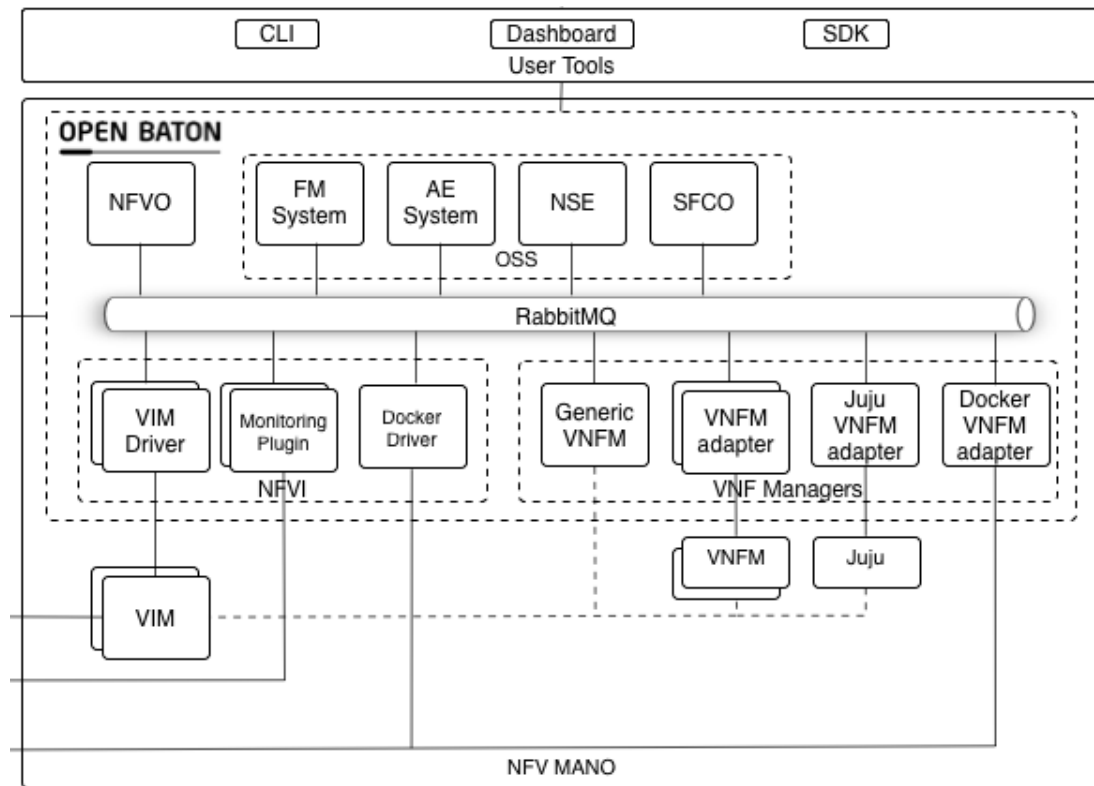 CLI
Dashboard
SDK
User Tools
OPEN BATON
NFVO
FM
System
AE
System
NSE
SFCO
OSS
RabbitMQ
VIM
Driver
Monitoring
Plugin
Docker
Driver
NFVI
Generic
VNFM
VNFM
adapter
Juju
VNFM
adapter
Docker
VNFM
adapter
VNF Managers
VNFM
Juju
VIM
NFV MANO